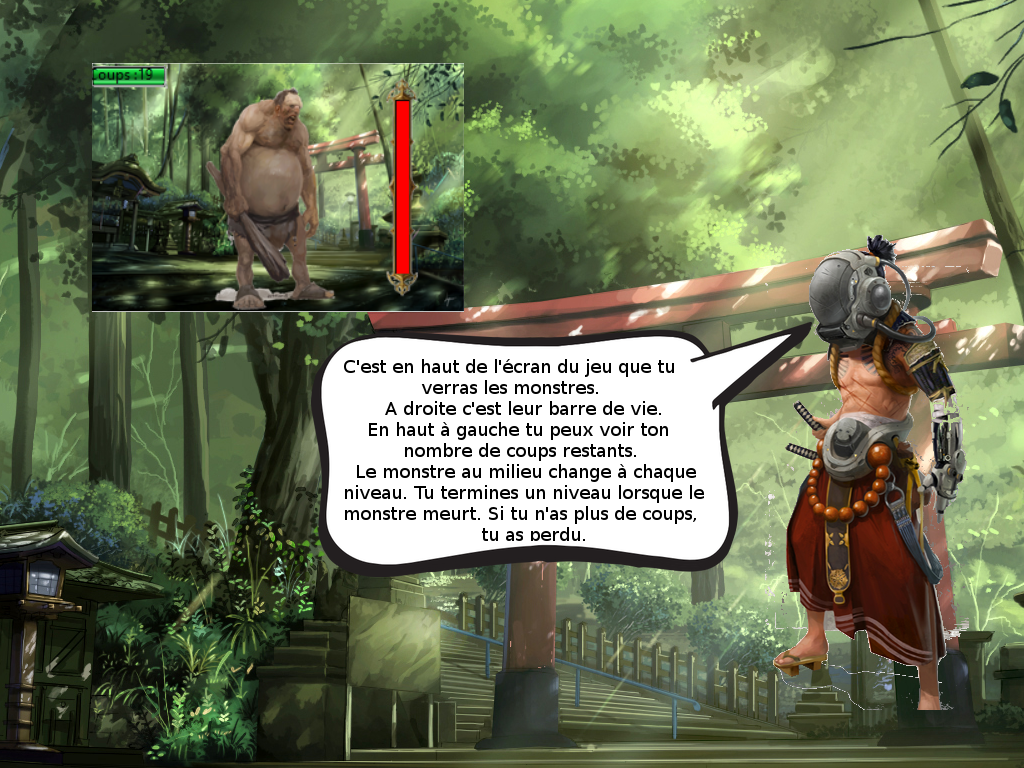 oups :19
C'est en haut de l'écran du jeu que tu
verras les monstres.
A droite c'est leur barre de vie.
En haut à gauche tu peux voir ton
nombre de coups restants.
Le monstre au milieu change à chaque
niveau. Tu termines un niveau lorsque le
monstre meurt. Si tu n'as plus de coups,
tu as perdu.